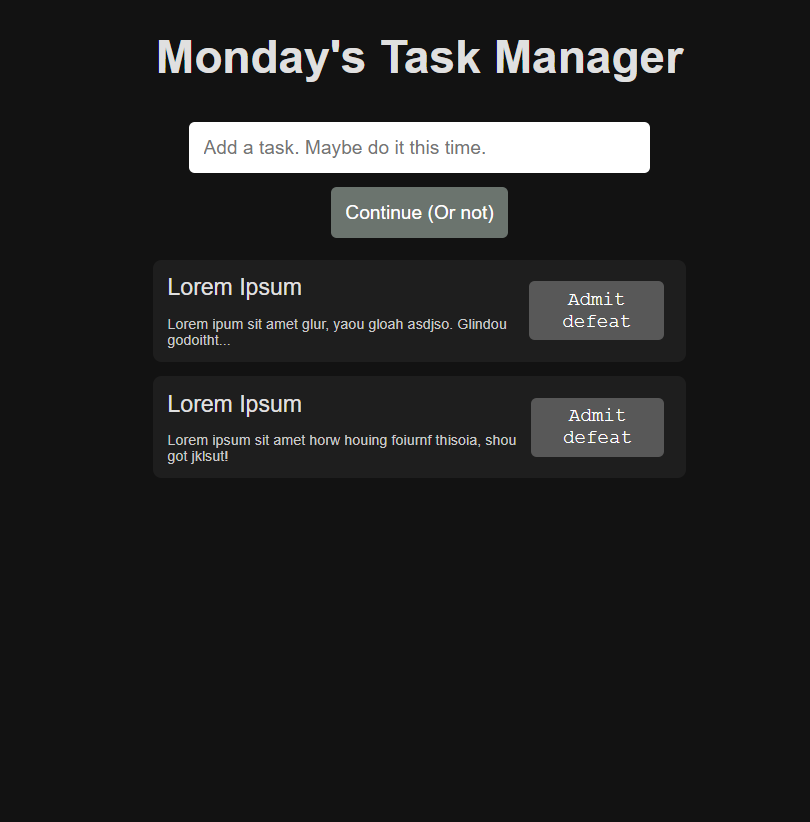 Monday's Task Manager
Add a task. Maybe do it this time.
Continue (Or not)
Lorem Ipsum
Lorem ipum sit amet glur, yaou gloah asdjso. Glindou
godoitht...
Admit
defeat
Lorem Ipsum
Lorem ipsum sit amet horw houing foiurnf thisoia, shou
got jklsut!
Admit
defeat